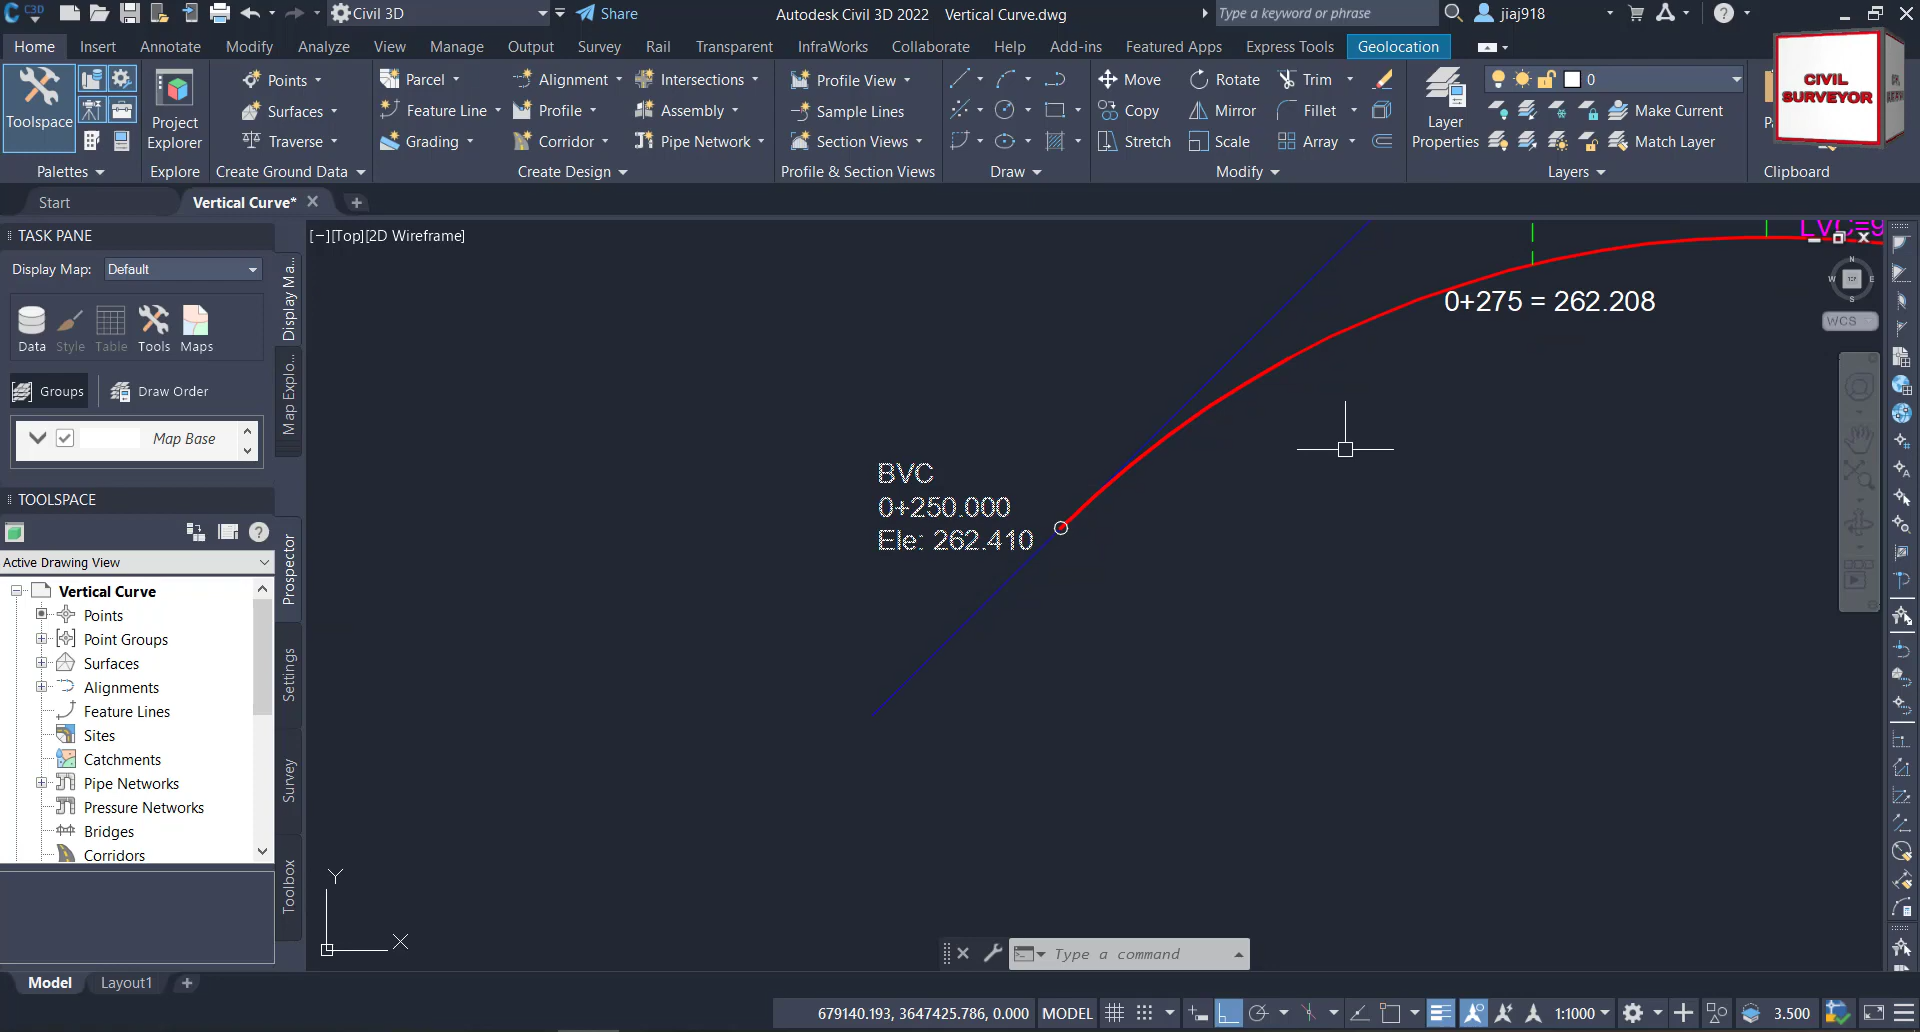 C3D
Civil 3D
Share
Autodesk Civil 3D 2022 Vertical Curve.dwg
Type a keyword or phrase
jiaj918
Home Insert Annotate Modify Analyze View Manage Output Survey Rail Transparent InfraWorks Collaborate Help Add-ins Featured Apps Express Tools Geolocation
Toolspace
Palettes
Project
Explorer
Explore
Points
Surfaces
Traverse
Create Ground Data
Parcel
Feature Line
Grading
Alignment
Profile
Corridor
Intersections
Assembly
Pipe Network
Create Design
Profile View
Sample Lines
Section Views
Profile & Section Views
Draw
Move
Copy
Stretch
Rotate
Mirror
Scale
Trim
Fillet
Array
Modify
Layer
Properties
0
Make Current
Match Layer
Layers
Clipboard
CIVIL
SURVEYOR
Start
Vertical Curve*
TASK PANE
Display Map: Default
Data Style Table Tools Maps
Groups Draw Order
Map Base
Display Ma...
Map Explo...
TOOLSPACE
Active Drawing View
Vertical Curve
Points
Point Groups
Surfaces
Alignments
Feature Lines
Sites
Catchments
Pipe Networks
Pressure Networks
Bridges
Corridors
Prospector
Settings
Survey
Toolbox
[−][Top][2D Wireframe]
LVC=9
0+275 = 262.208
BVC
0+250.000
Ele: 262.410
N
W E
S
WCS
Y
X
Type a command
Model Layout1
679140.193, 3647425.786, 0.000 MODEL 1:1000 3.500